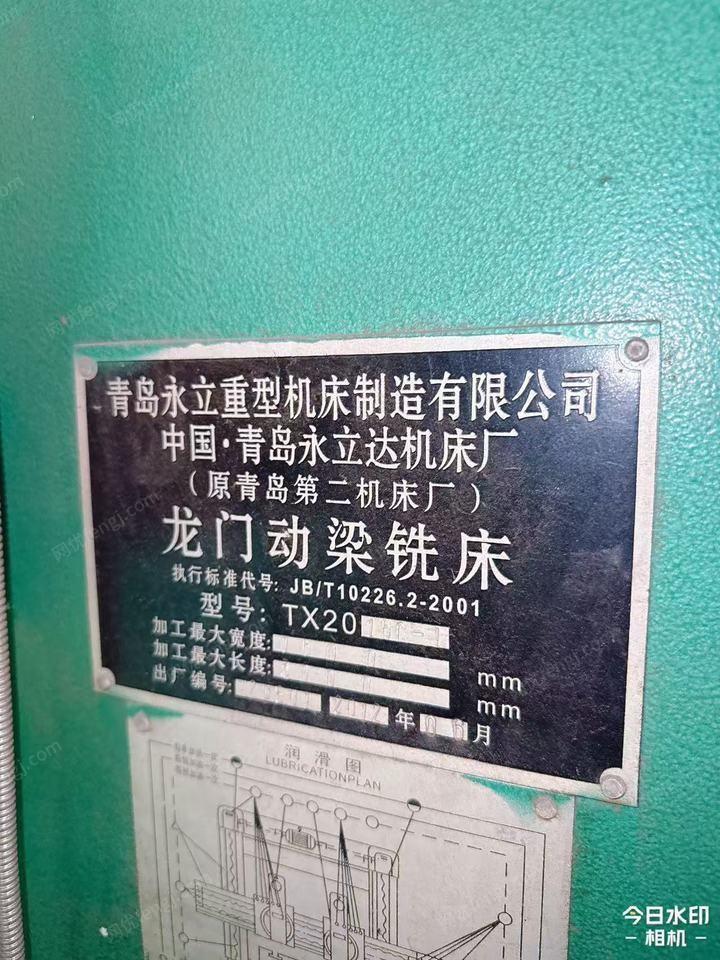 青岛永立重型机床制造有限公司
中国·青岛永立达机床厂
（原青岛第二机床厂）
龙门动梁铣床
执行标准代号: JB/T10226.2-2001
型号: TX20
加工最大宽度: mm
加工最大长度: mm
出厂编号: 2012 年 月
润滑图
LUBRICATIONPLAN
今日水印
-相机-